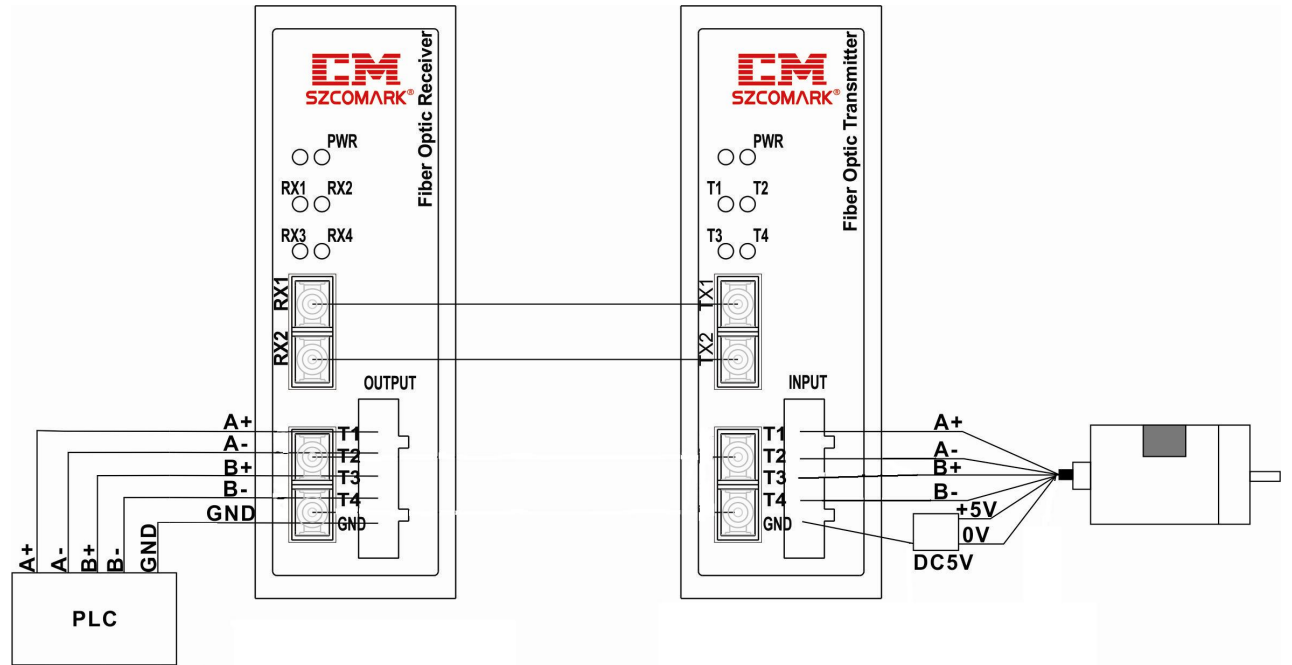 SZCOMARK®
Fiber Optic Receiver
PWR
RX1 RX2
RX3 RX4
RX1
RX2
OUTPUT
T1
T2
T3
T4
GND
A+
A-
B+
B-
GND
A+
A-
B+
B-
GND
PLC
SZCOMARK®
Fiber Optic Transmitter
PWR
T1 T2
T3 T4
TX1
TX2
INPUT
T1
T2
T3
T4
GND
A+
A-
B+
B-
+5V
0V
DC5V